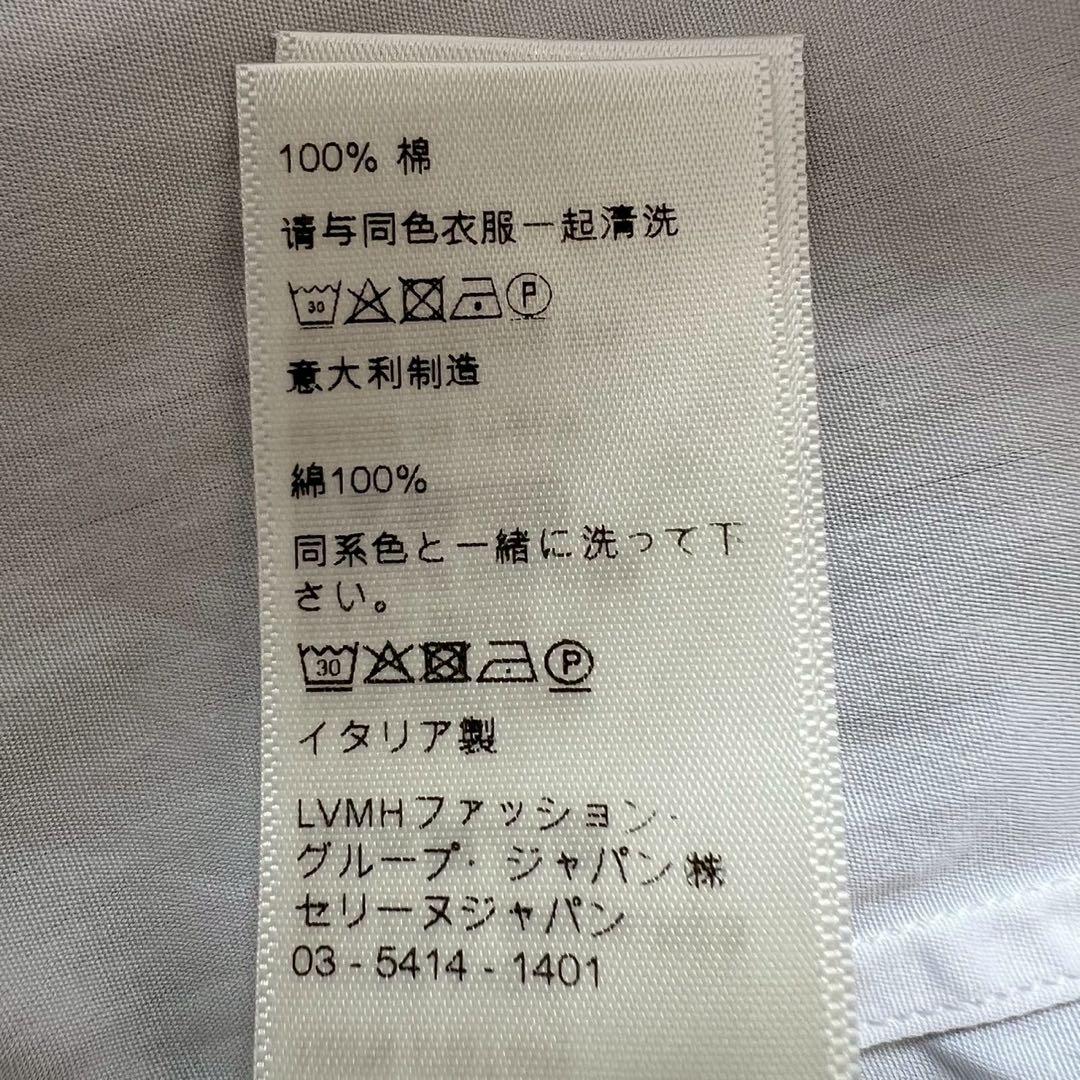 100% 棉
请与同色衣服一起清洗
30 P
意大利制造
綿100%
同系色と一緒に洗って下
さい。
30 P
イタリア製
LVMHファッション・
グループ・ジャパン㈱
セリーヌジャパン
03 - 5414 - 1401